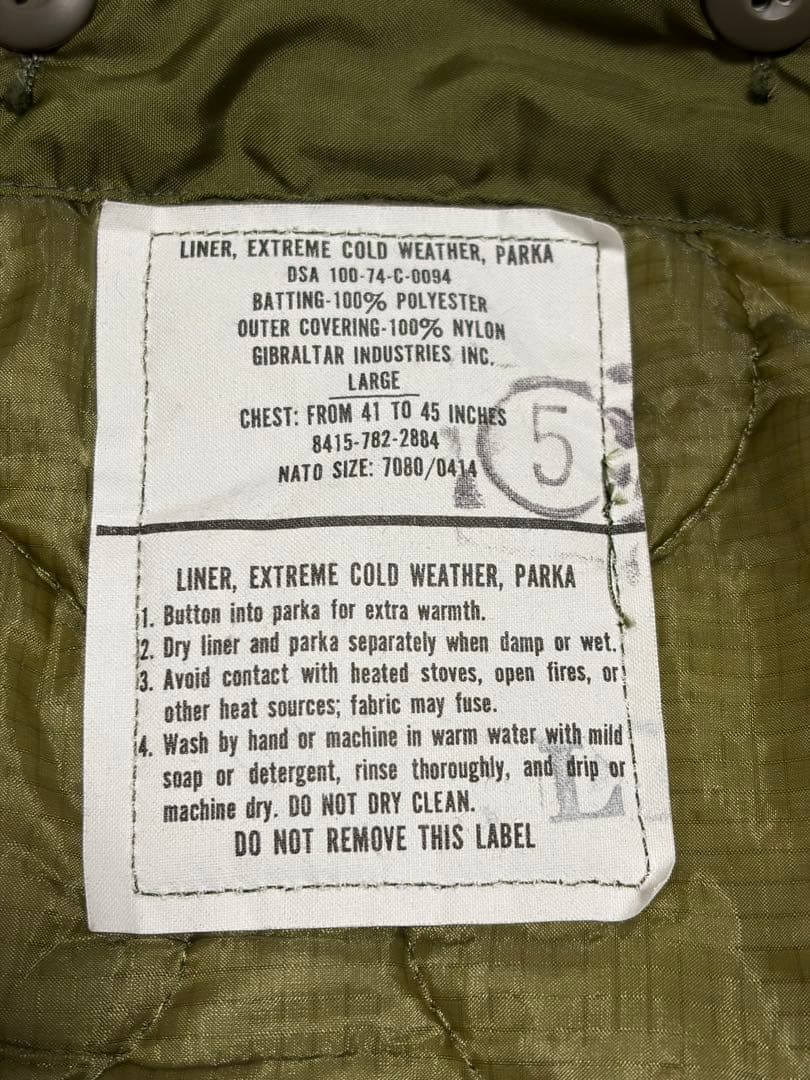 LINER, EXTREME COLD WEATHER, PARKA
DSA 100-74-C-0094
BATTING-100% POLYESTER
OUTER COVERING-100% NYLON
GIBRALTAR INDUSTRIES INC.
LARGE
CHEST: FROM 41 TO 45 INCHES
8415-782-2884
NATO SIZE: 7080/0414
5
LINER, EXTREME COLD WEATHER, PARKA
1. Button into parka for extra warmth.
2. Dry liner and parka separately when damp or wet.
3. Avoid contact with heated stoves, open fires, or
other heat sources; fabric may fuse.
4. Wash by hand or machine in warm water with mild
soap or detergent, rinse thoroughly, and drip or
machine dry. DO NOT DRY CLEAN.
L
DO NOT REMOVE THIS LABEL